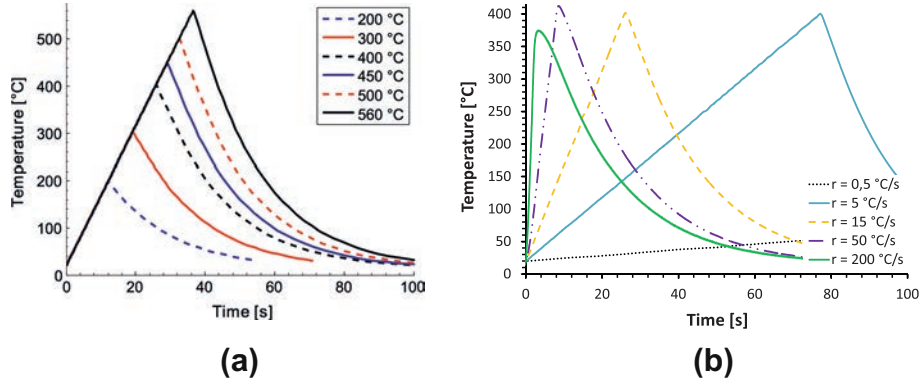 Temperature [°C]
500
400
300
200
100
0
0 20 40 60 80 100
Time [s]
200 °C
300 °C
400 °C
450 °C
500 °C
560 °C
(a)
Temperature [°C]
400
350
300
250
200
150
100
50
0
0 20 40 60 80 100
Time [s]
r = 0,5 °C/s
r = 5 °C/s
r = 15 °C/s
r = 50 °C/s
r = 200 °C/s
(b)